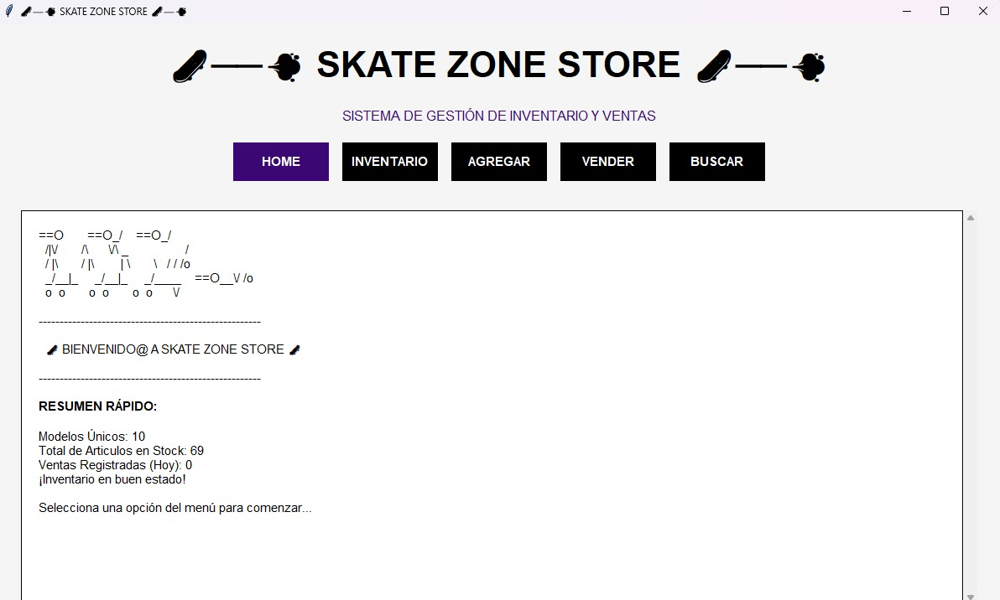 🛹—💨 SKATE ZONE STORE 🛹—💨
🛹──💨 SKATE ZONE STORE 🛹──💨
SISTEMA DE GESTIÓN DE INVENTARIO Y VENTAS
HOME INVENTARIO AGREGAR VENDER BUSCAR
==O       ==O_/    ==O_/
  /|\/       /\      \/\ _                 /
  / |\       / |\        | \       \   / / /o
  _/__|_     _/__|_     _/____    ==O__\/ /o
  o  o        o  o       o  o      \/
-----------------------------------------------------
🛹 BIENVENIDO@ A SKATE ZONE STORE 🛹
-----------------------------------------------------
RESUMEN RÁPIDO:
Modelos Únicos: 10
Total de Articulos en Stock: 69
Ventas Registradas (Hoy): 0
¡Inventario en buen estado!
Selecciona una opción del menú para comenzar...